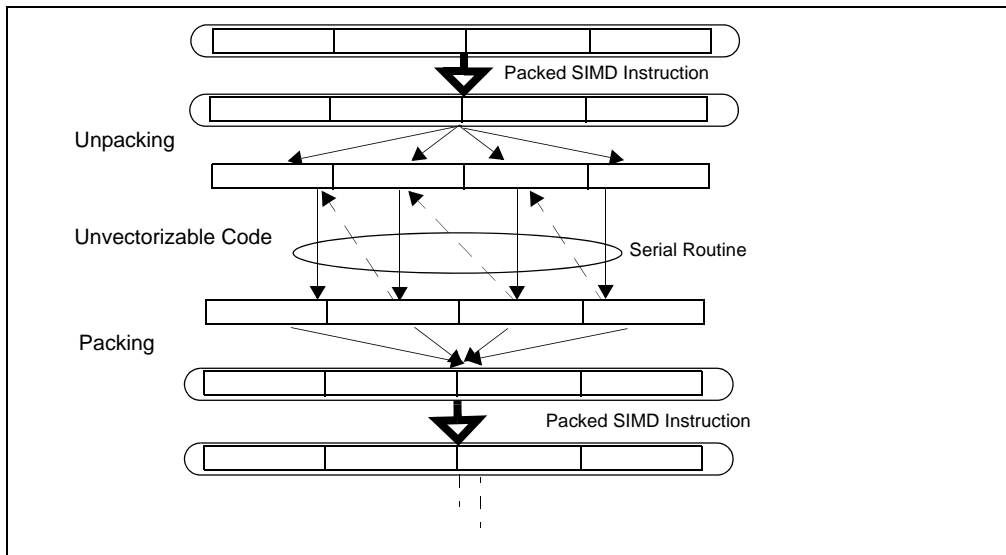 Packed SIMD Instruction
Unpacking
Unvectorizable Code
Serial Routine
Packing
Packed SIMD Instruction